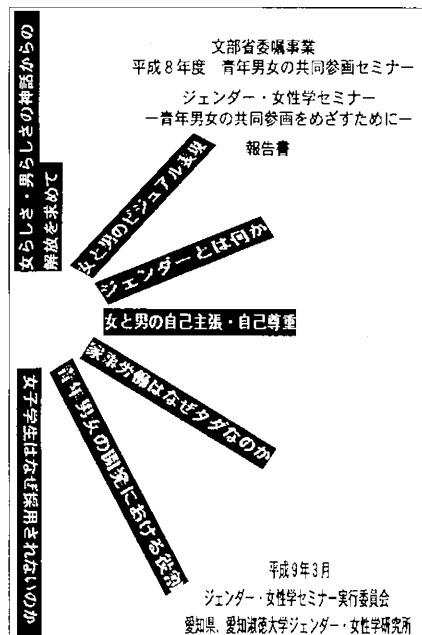 文部省委嘱事業
平成8年度　青年男女の共同参画セミナー
ジェンダー・女性学セミナー
―青年男女の共同参画をめざすために―
報告書
女らしさ・男らしさの神話からの
解放を求めて
女と男のビジュアル表現
ジェンダーとは何か
女と男の自己主張・自己尊重
家事労働はなぜタダなのか
青年男女の開発における役割
女子学生はなぜ採用されないのか
平成9年3月
ジェンダー・女性学セミナー実行委員会
愛知県、愛知淑徳大学ジェンダー・女性学研究所